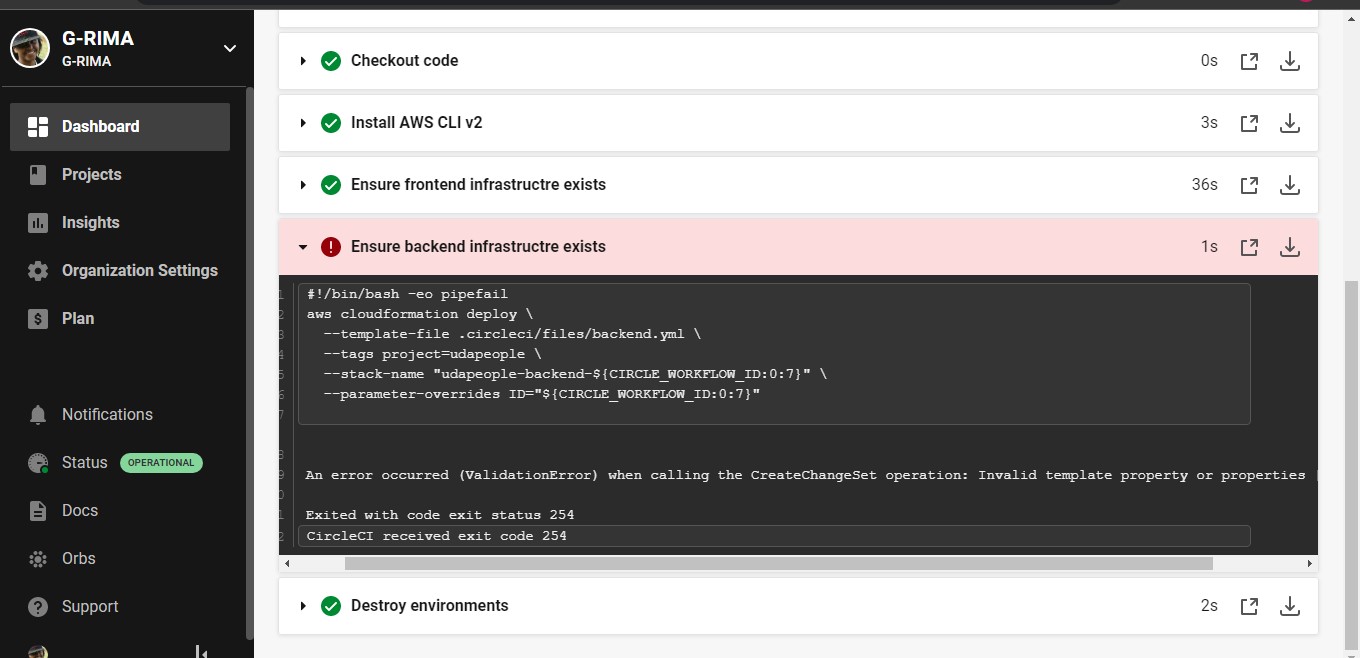 G-RIMA
G-RIMA
Dashboard
Projects
Insights
Organization Settings
Plan
Notifications
Status OPERATIONAL
Docs
Orbs
Support
Checkout code 0s
Install AWS CLI v2 3s
Ensure frontend infrastructre exists 36s
Ensure backend infrastructre exists 1s
1 #!/bin/bash -eo pipefail
2 aws cloudformation deploy \
3 --template-file .circleci/files/backend.yml \
4 --tags project=udapeople \
5 --stack-name "udapeople-backend-${CIRCLE_WORKFLOW_ID:0:7}" \
6 --parameter-overrides ID="${CIRCLE_WORKFLOW_ID:0:7}"
7
8
9 An error occurred (ValidationError) when calling the CreateChangeSet operation: Invalid template property or properties
0
1 Exited with code exit status 254
2 CircleCI received exit code 254
Destroy environments 2s